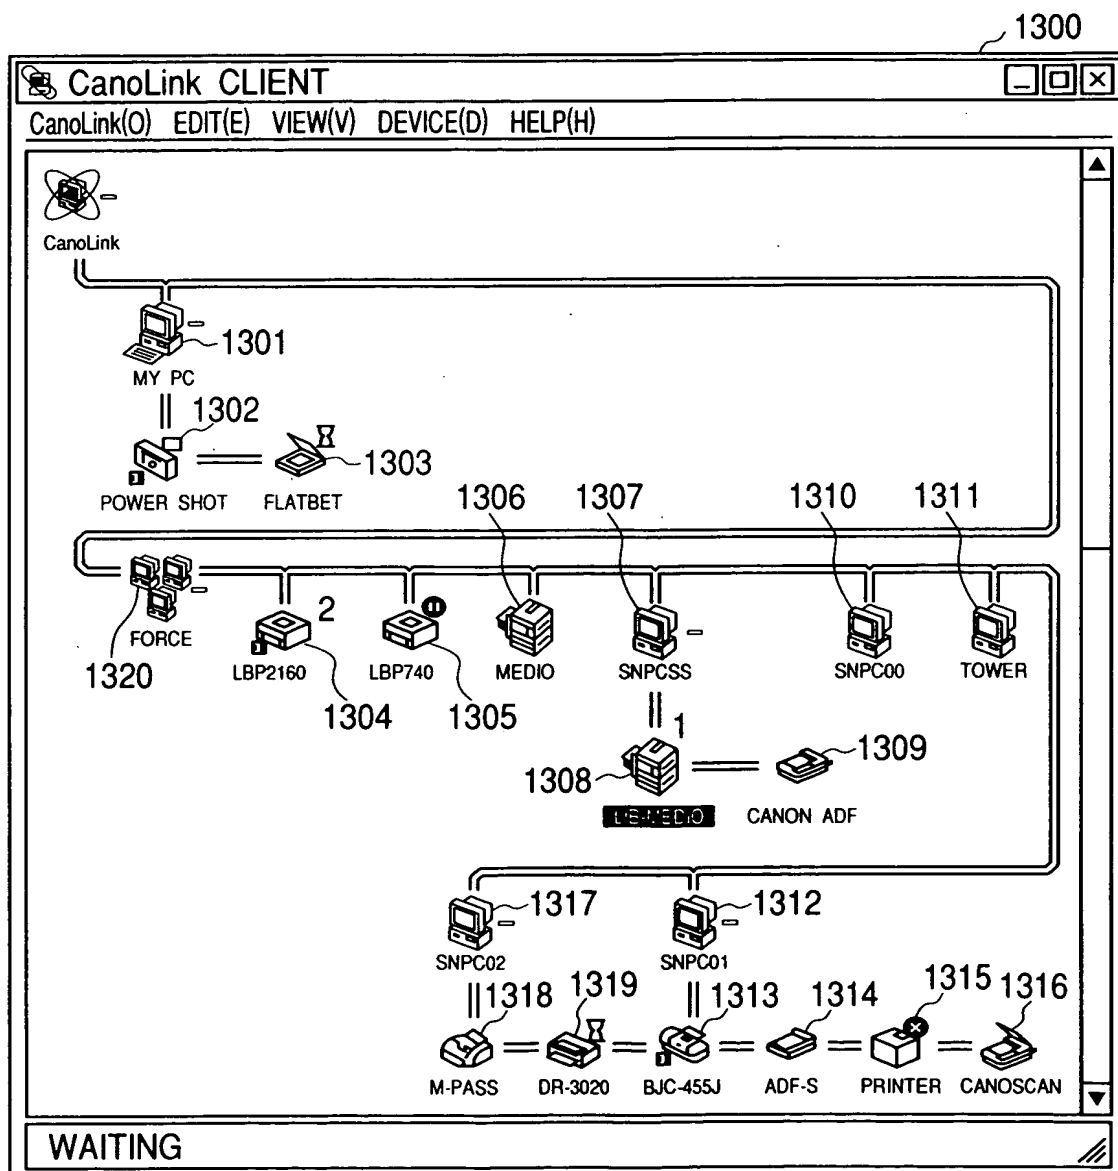 1300
CanoLink CLIENT
CanoLink(O) EDIT(E) VIEW(V) DEVICE(D) HELP(H)
CanoLink
1301
MY PC
1302
1303
POWER SHOT FLATBET
1306 1307 1310 1311
2
FORCE LBP2160 LBP740 MEDIO SNPCSS SNPC00 TOWER
1320 1304 1305
1
1308 1309
CANON ADF
1317 1312
SNPC02 SNPC01
1318 1319 1313 1314 1315 1316
M-PASS DR-3020 BJC-455J ADF-S PRINTER CANOSCAN
WAITING